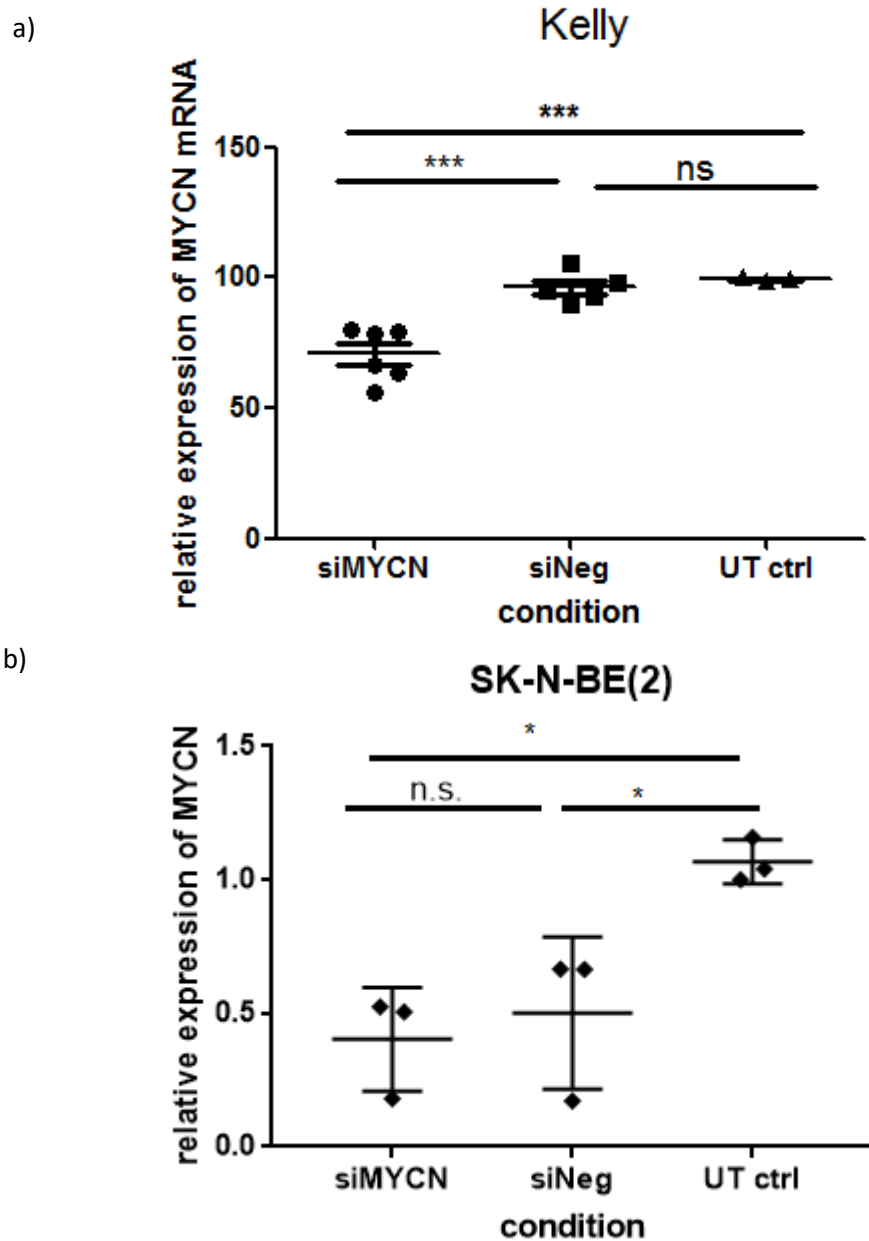 a)
Kelly
relative expression of MYCN mRNA
150
100
50
0
***
***
ns
siMYCN siNeg UT ctrl
condition
b)
SK-N-BE(2)
relative expression of MYCN
1.5
1.0
0.5
0.0
*
n.s.
*
siMYCN siNeg UT ctrl
condition